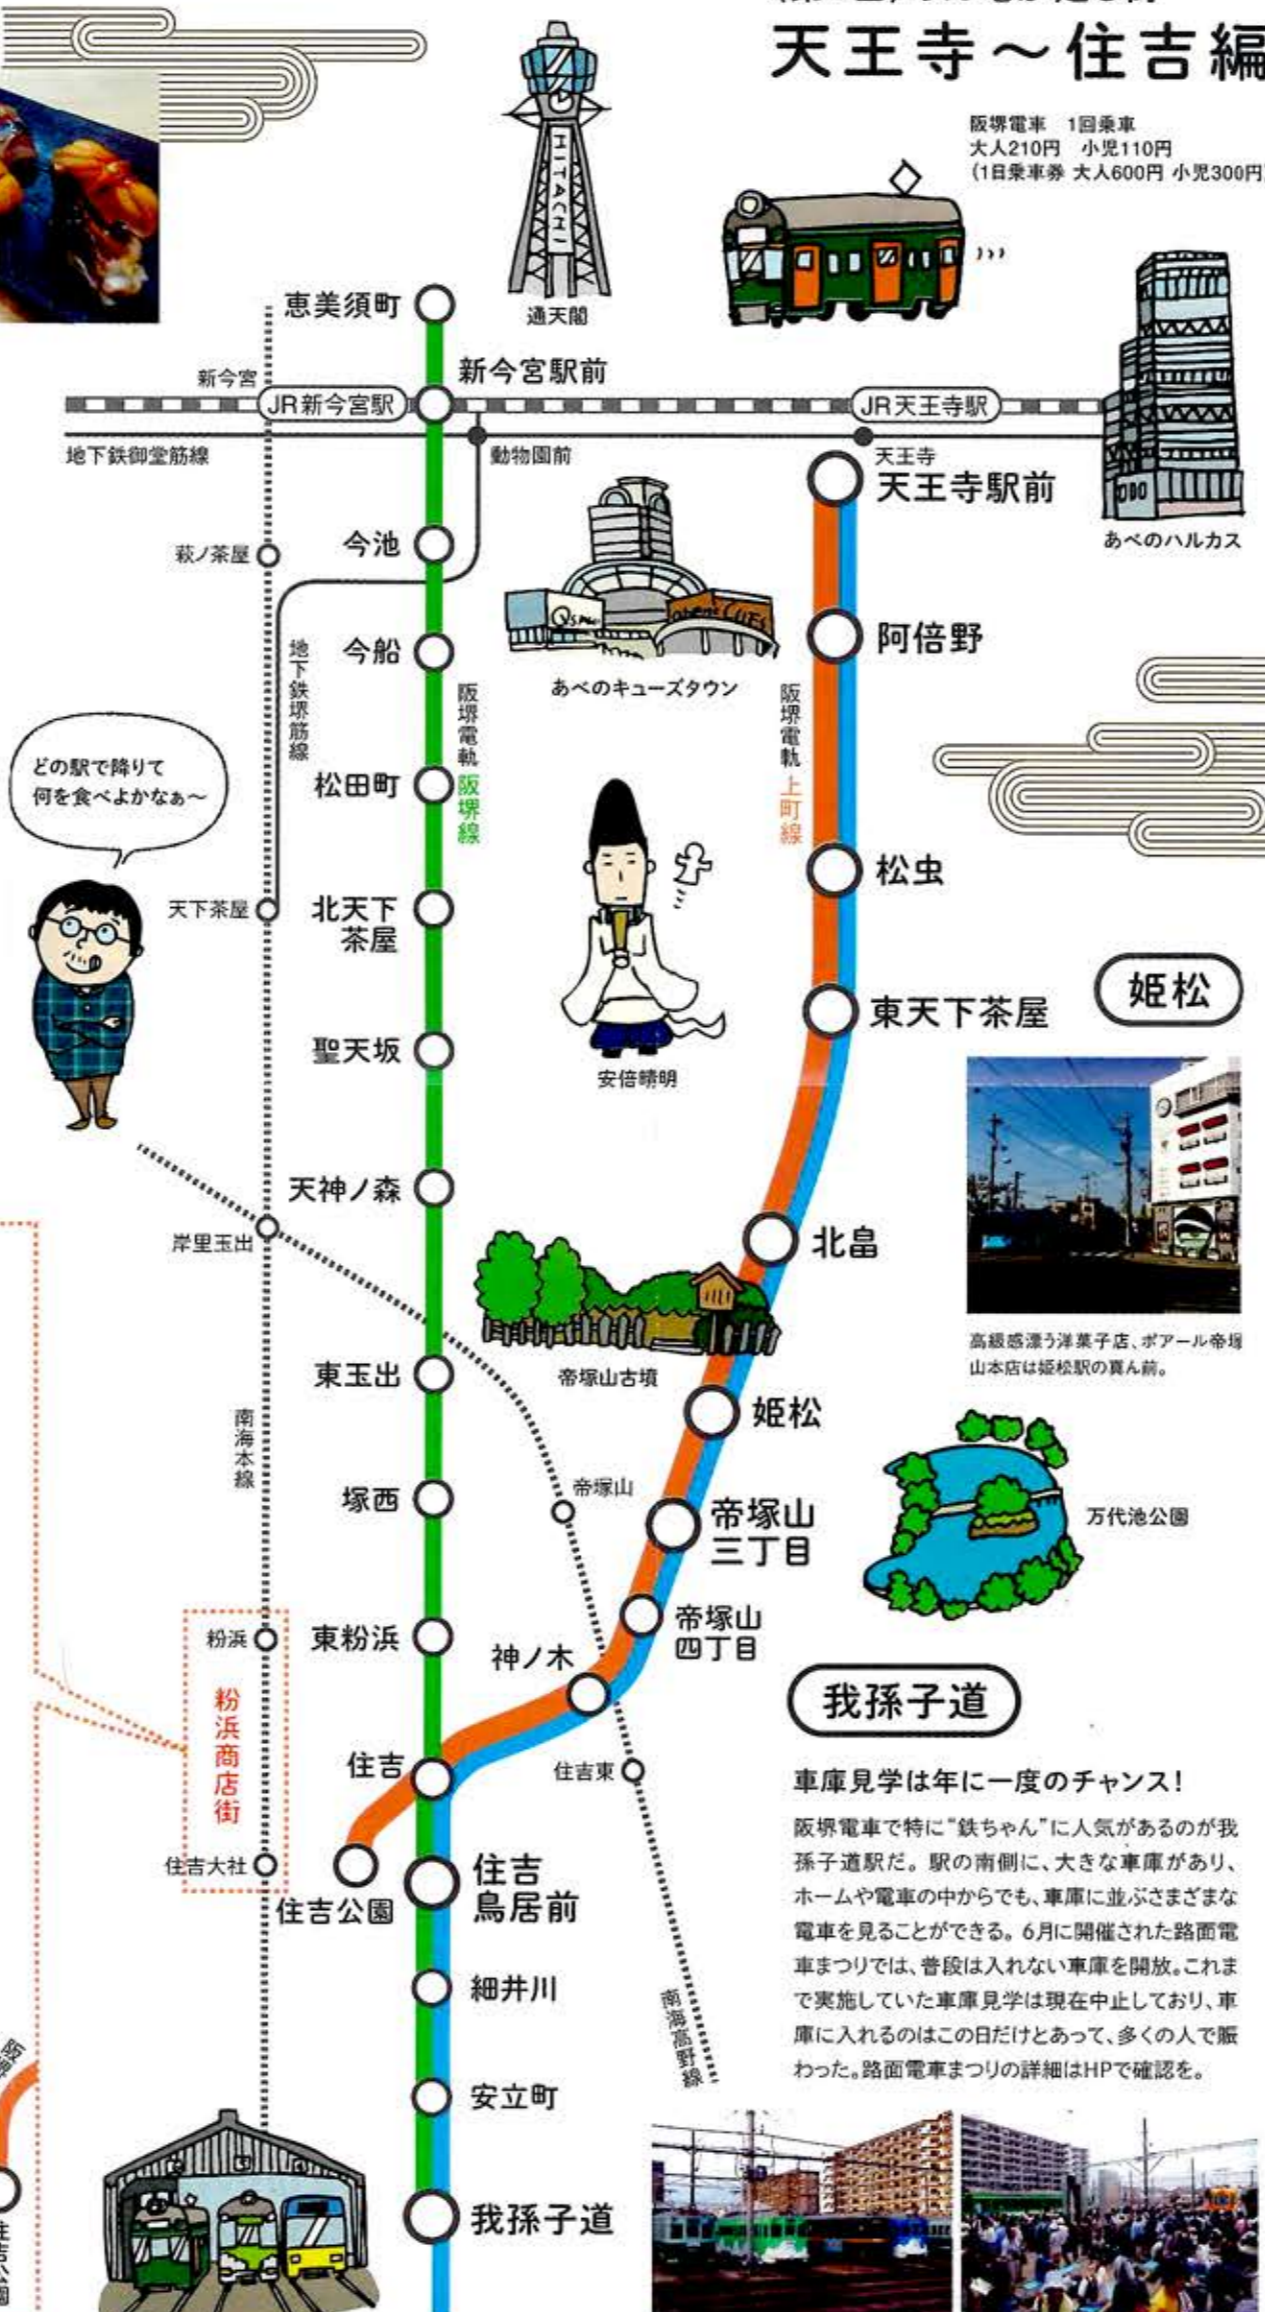 天王寺～住吉編
阪堺電車　1回乗車
大人210円　小児110円
(1日乗車券 大人600円 小児300円)
HITACHI
通天閣
恵美須町
新今宮駅前
新今宮
JR新今宮駅
JR天王寺駅
地下鉄御堂筋線
動物園前
天王寺
天王寺駅前
あべのハルカス
今池
萩ノ茶屋
今船
地下鉄堺筋線
あべのキューズタウン
阿倍野
阪堺電軌 阪堺線
阪堺電軌 上町線
どの駅で降りて
何を食べよかなぁ～
松田町
松虫
天下茶屋
北天下
茶屋
東天下茶屋
聖天坂
安倍晴明
天神ノ森
岸里玉出
北畠
帝塚山古墳
東玉出
姫松
南海本線
塚西
帝塚山
帝塚山
三丁目
帝塚山
四丁目
粉浜
東粉浜
神ノ木
粉浜商店街
住吉
住吉東
住吉大社
住吉公園
住吉
鳥居前
細井川
南海高野線
安立町
我孫子道
姫松
高級感漂う洋菓子店、ポアール帝塚
山本店は姫松駅の真ん前。
万代池公園
我孫子道
車庫見学は年に一度のチャンス！
阪堺電車で特に“鉄ちゃん”に人気があるのが我
孫子道駅だ。駅の南側に、大きな車庫があり、
ホームや電車の中からでも、車庫に並ぶさまざまな
電車を見ることができる。6月に開催された路面電
車まつりでは、普段は入れない車庫を開放。これま
で実施していた車庫見学は現在中止しており、車
庫に入れるのはこの日だけとあって、多くの人で賑
わった。路面電車まつりの詳細はHPで確認を。
住吉公園